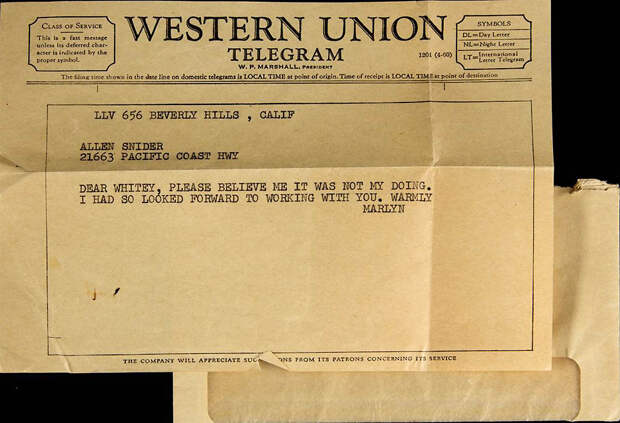 CLASS OF SERVICE
This is a fast message
unless its deferred char-
acter is indicated by the
proper symbol.
WESTERN UNION
TELEGRAM
W. P. MARSHALL, PRESIDENT
1201 (4-60)
SYMBOLS
DL=Day Letter
NL=Night Letter
LT=International Letter Telegram
The filing time shown in the date line on domestic telegrams is LOCAL TIME at point of origin. Time of receipt is LOCAL TIME at point of destination
LLV 656 BEVERLY HILLS , CALIF
ALLEN SNIDER
21663 PACIFIC COAST HWY
DEAR WHITEY, PLEASE BELIEVE ME IT WAS NOT MY DOING.
I HAD SO LOOKED FORWARD TO WORKING WITH YOU. WARMLY
MARLYN
THE COMPANY WILL APPRECIATE SUG IONS FROM ITS PATRONS CONCERNING ITS SERVICE